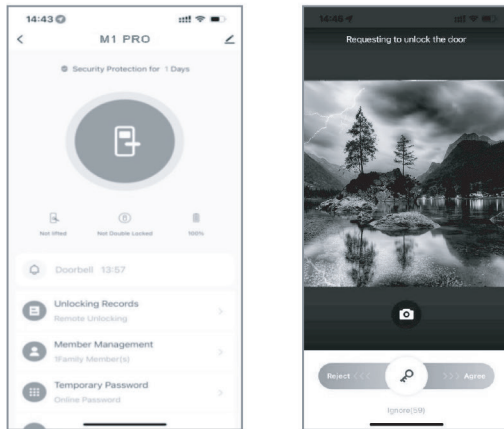 14:43
M1 PRO
Security Protection for 1 Days
Not lifted
Not Double Locked
100%
Doorbell 13:57
Unlocking Records
Remote Unlocking
Member Management
1Family Member(s)
Temporary Password
Online Password
14:48
Requesting to unlock the door
Reject < < <
> > > Agree
Ignore(59)